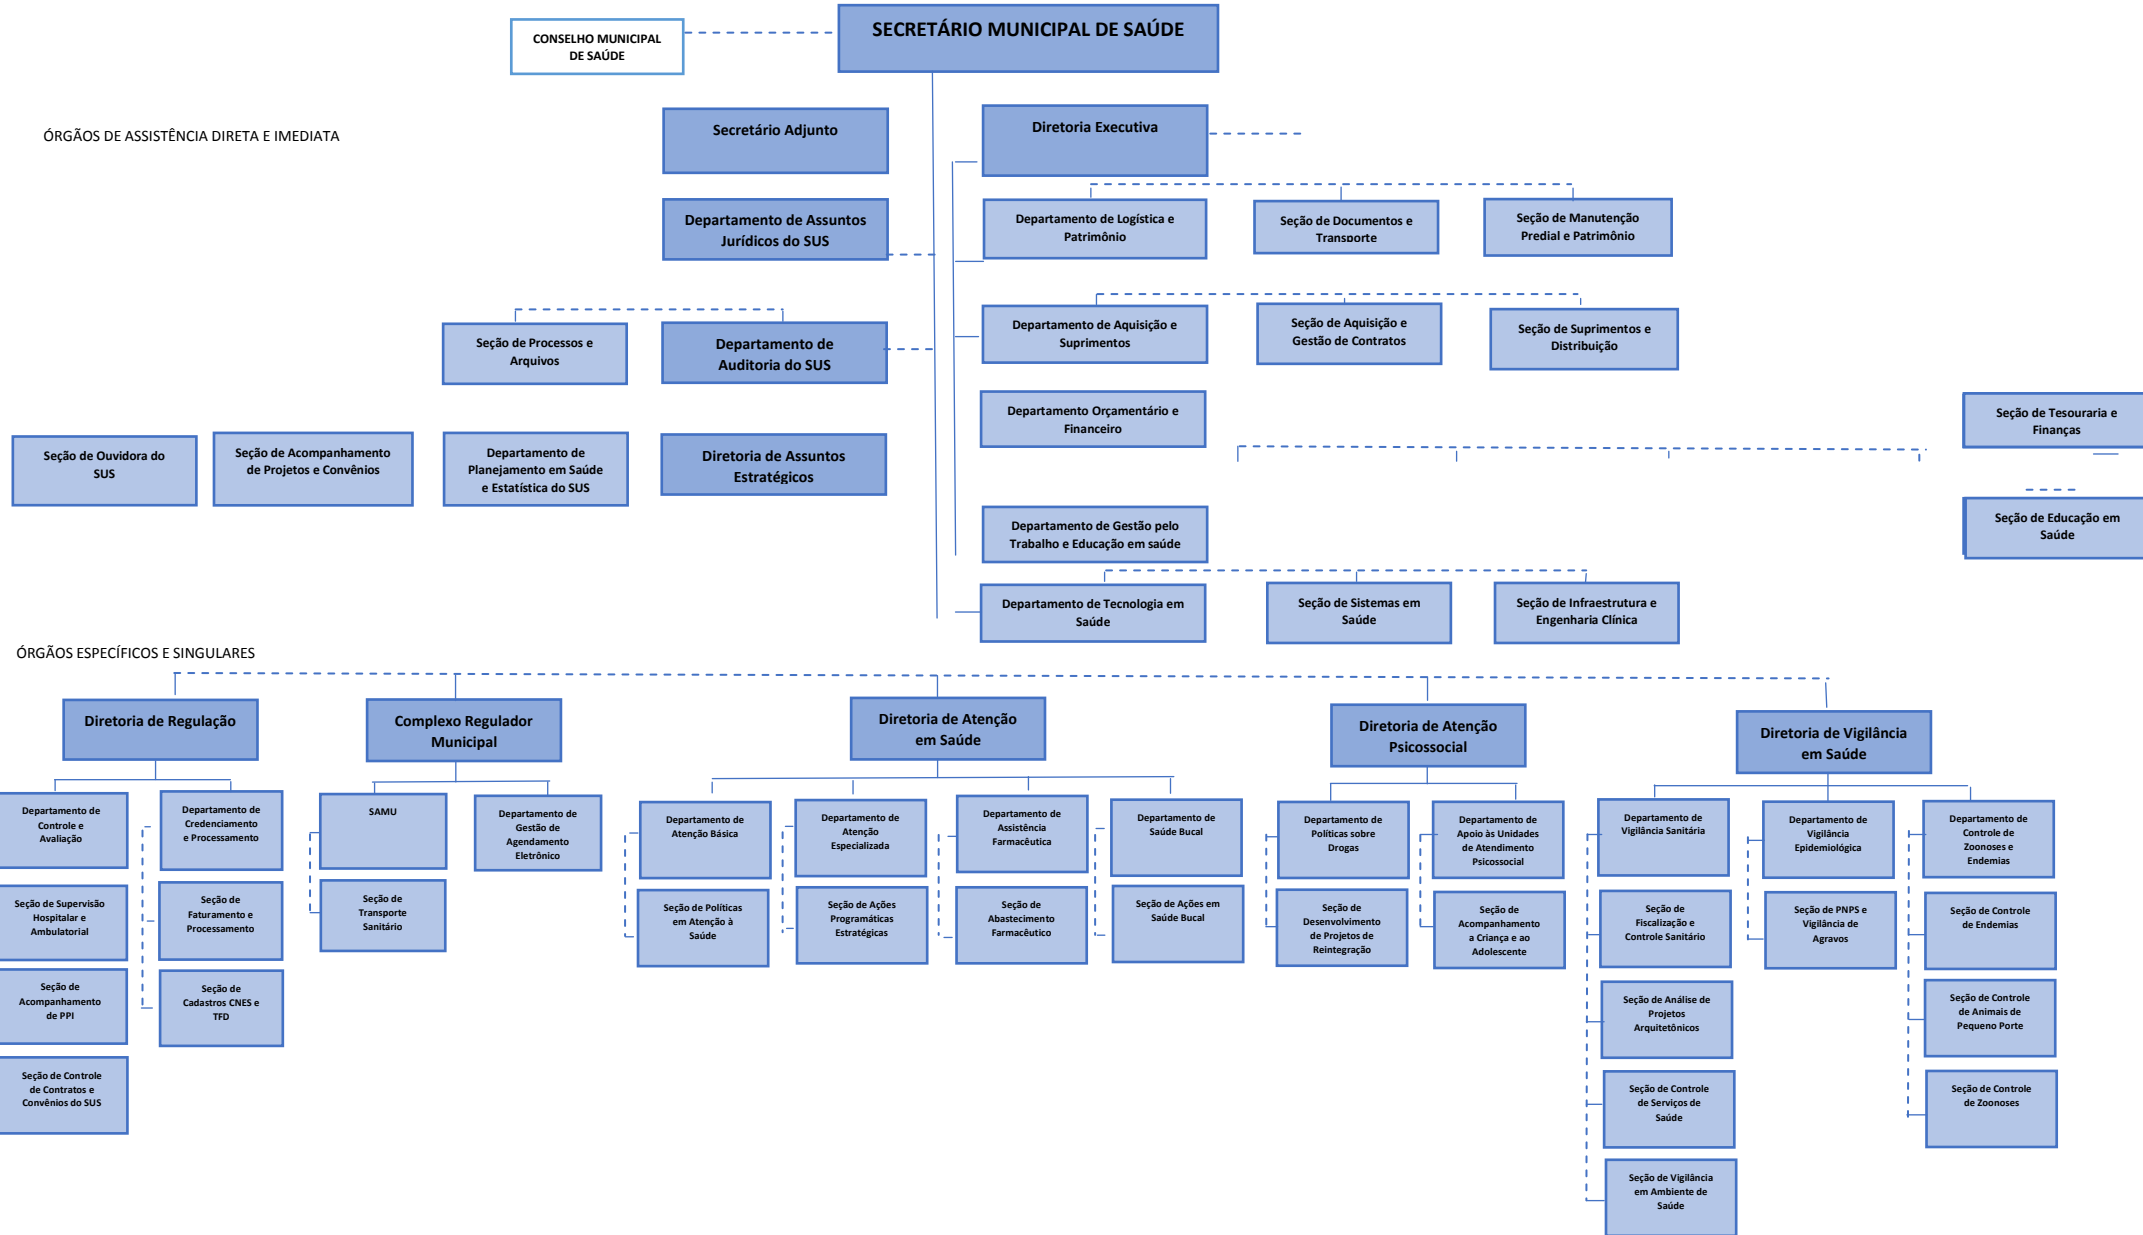 CONSELHO MUNICIPAL
DE SAÚDE
SECRETÁRIO MUNICIPAL DE SAÚDE
ÓRGÃOS DE ASSISTÊNCIA DIRETA E IMEDIATA
Secretário Adjunto
Diretoria Executiva
Departamento de Assuntos
Jurídicos do SUS
Departamento de Logística e
Patrimônio
Seção de Documentos e
Transporte
Seção de Manutenção
Predial e Patrimônio
Seção de Processos e
Arquivos
Departamento de
Auditoria do SUS
Departamento de Aquisição e
Suprimentos
Seção de Aquisição e
Gestão de Contratos
Seção de Suprimentos e
Distribuição
Departamento Orçamentário e
Financeiro
Seção de Tesouraria e
Finanças
Seção de Ouvidora do
SUS
Seção de Acompanhamento
de Projetos e Convênios
Departamento de
Planejamento em Saúde
e Estatística do SUS
Diretoria de Assuntos
Estratégicos
Departamento de Gestão pelo
Trabalho e Educação em saúde
Seção de Educação em
Saúde
Departamento de Tecnologia em
Saúde
Seção de Sistemas em
Saúde
Seção de Infraestrutura e
Engenharia Clínica
ÓRGÃOS ESPECÍFICOS E SINGULARES
Diretoria de Regulação
Complexo Regulador
Municipal
Diretoria de Atenção
em Saúde
Diretoria de Atenção
Psicossocial
Diretoria de Vigilância
em Saúde
Departamento de
Controle e
Avaliação
Departamento de
Credenciamento
e Processamento
SAMU
Departamento de
Gestão de
Agendamento
Eletrônico
Departamento de
Atenção Básica
Departamento de
Atenção
Especializada
Departamento de
Assistência
Farmacêutica
Departamento de
Saúde Bucal
Departamento de
Políticas sobre
Drogas
Departamento de
Apoio às Unidades
de Atendimento
Psicossocial
Departamento de
Vigilância Sanitária
Departamento de
Vigilância
Epidemiológica
Departamento de
Controle de
Zoonoses e
Endemias
Seção de Supervisão
Hospitalar e
Ambulatorial
Seção de
Faturamento e
Processamento
Seção de
Transporte
Sanitário
Seção de Políticas
em Atenção à
Saúde
Seção de Ações
Programáticas
Estratégicas
Seção de
Abastecimento
Farmacêutico
Seção de Ações em
Saúde Bucal
Seção de
Desenvolvimento
de Projetos de
Reintegração
Seção de
Acompanhamento
a Criança e ao
Adolescente
Seção de
Fiscalização e
Controle Sanitário
Seção de PNPS e
Vigilância de
Agravos
Seção de Controle
de Endemias
Seção de
Acompanhamento
de PPI
Seção de
Cadastros CNES e
TFD
Seção de Análise de
Projetos
Arquitetônicos
Seção de Controle
de Animais de
Pequeno Porte
Seção de Controle
de Contratos e
Convênios do SUS
Seção de Controle
de Serviços de
Saúde
Seção de Controle
de Zoonoses
Seção de Vigilância
em Ambiente de
Saúde